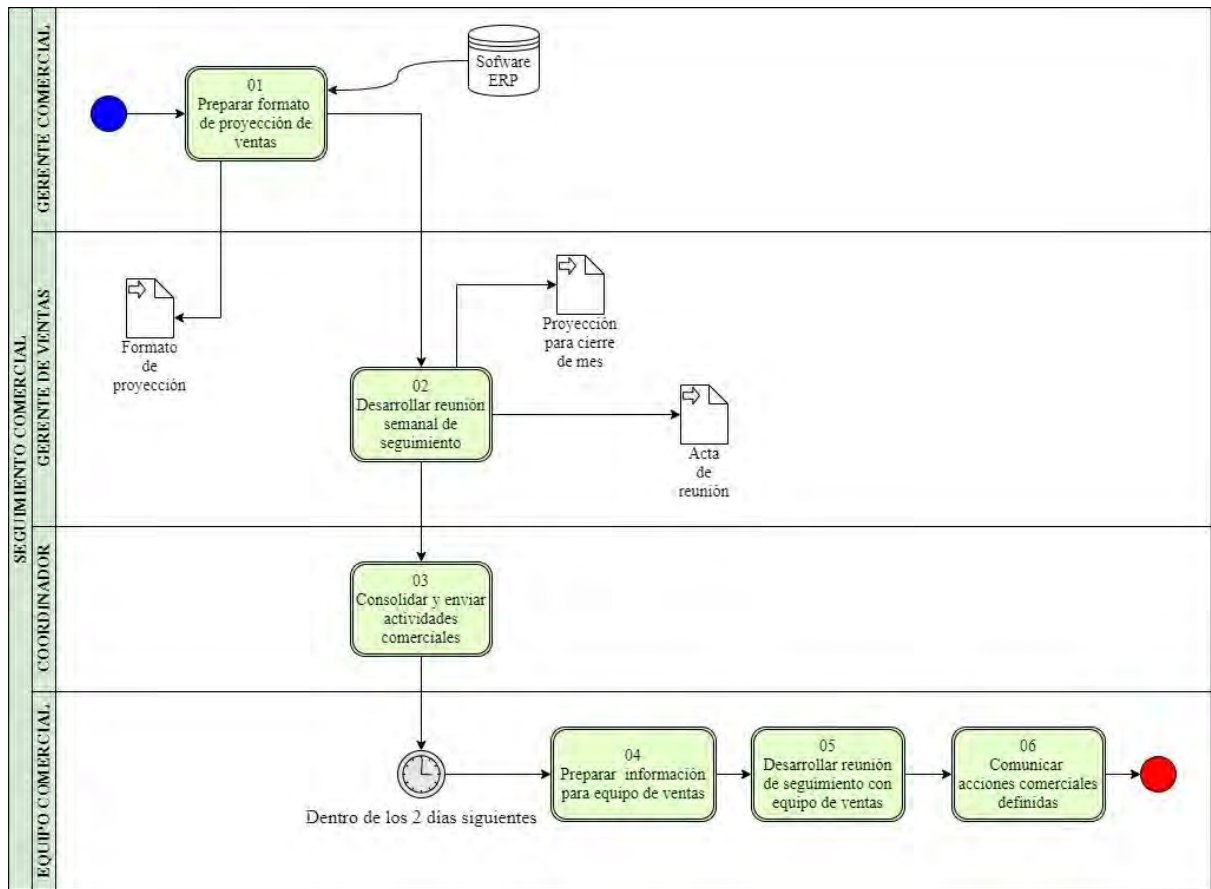 SEGUIMIENTO COMERCIAL
GERENTE COMERCIAL
Sofware
ERP
01
Preparar formato
de proyección de
ventas
GERENTE DE VENTAS
Formato
de
proyección
Proyección
para cierre
de mes
02
Desarrollar reunión
semanal de
seguimiento
Acta
de
reunión
COORDINADOR
03
Consolidar y enviar
actividades
comerciales
EQUIPO COMERCIAL
Dentro de los 2 días siguientes
04
Preparar información
para equipo de ventas
05
Desarrollar reunión
de seguimiento con
equipo de ventas
06
Comunicar
acciones comerciales
definidas